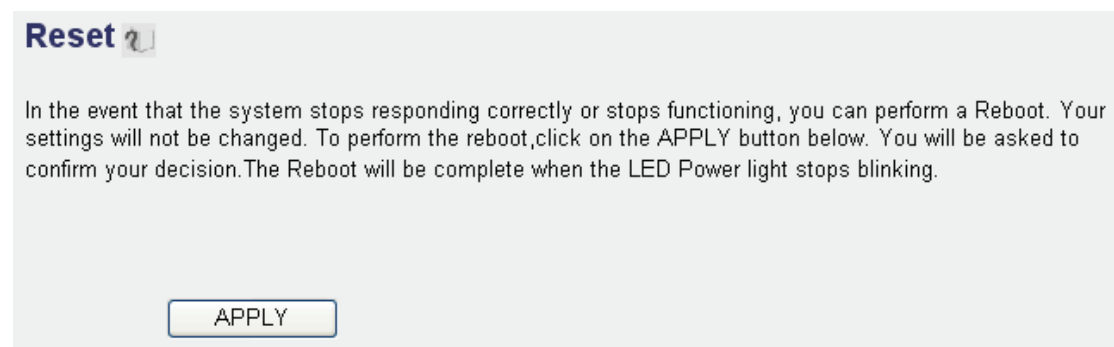 Reset
In the event that the system stops responding correctly or stops functioning, you can perform a Reboot. Your
settings will not be changed. To perform the reboot,click on the APPLY button below. You will be asked to
confirm your decision.The Reboot will be complete when the LED Power light stops blinking.
APPLY